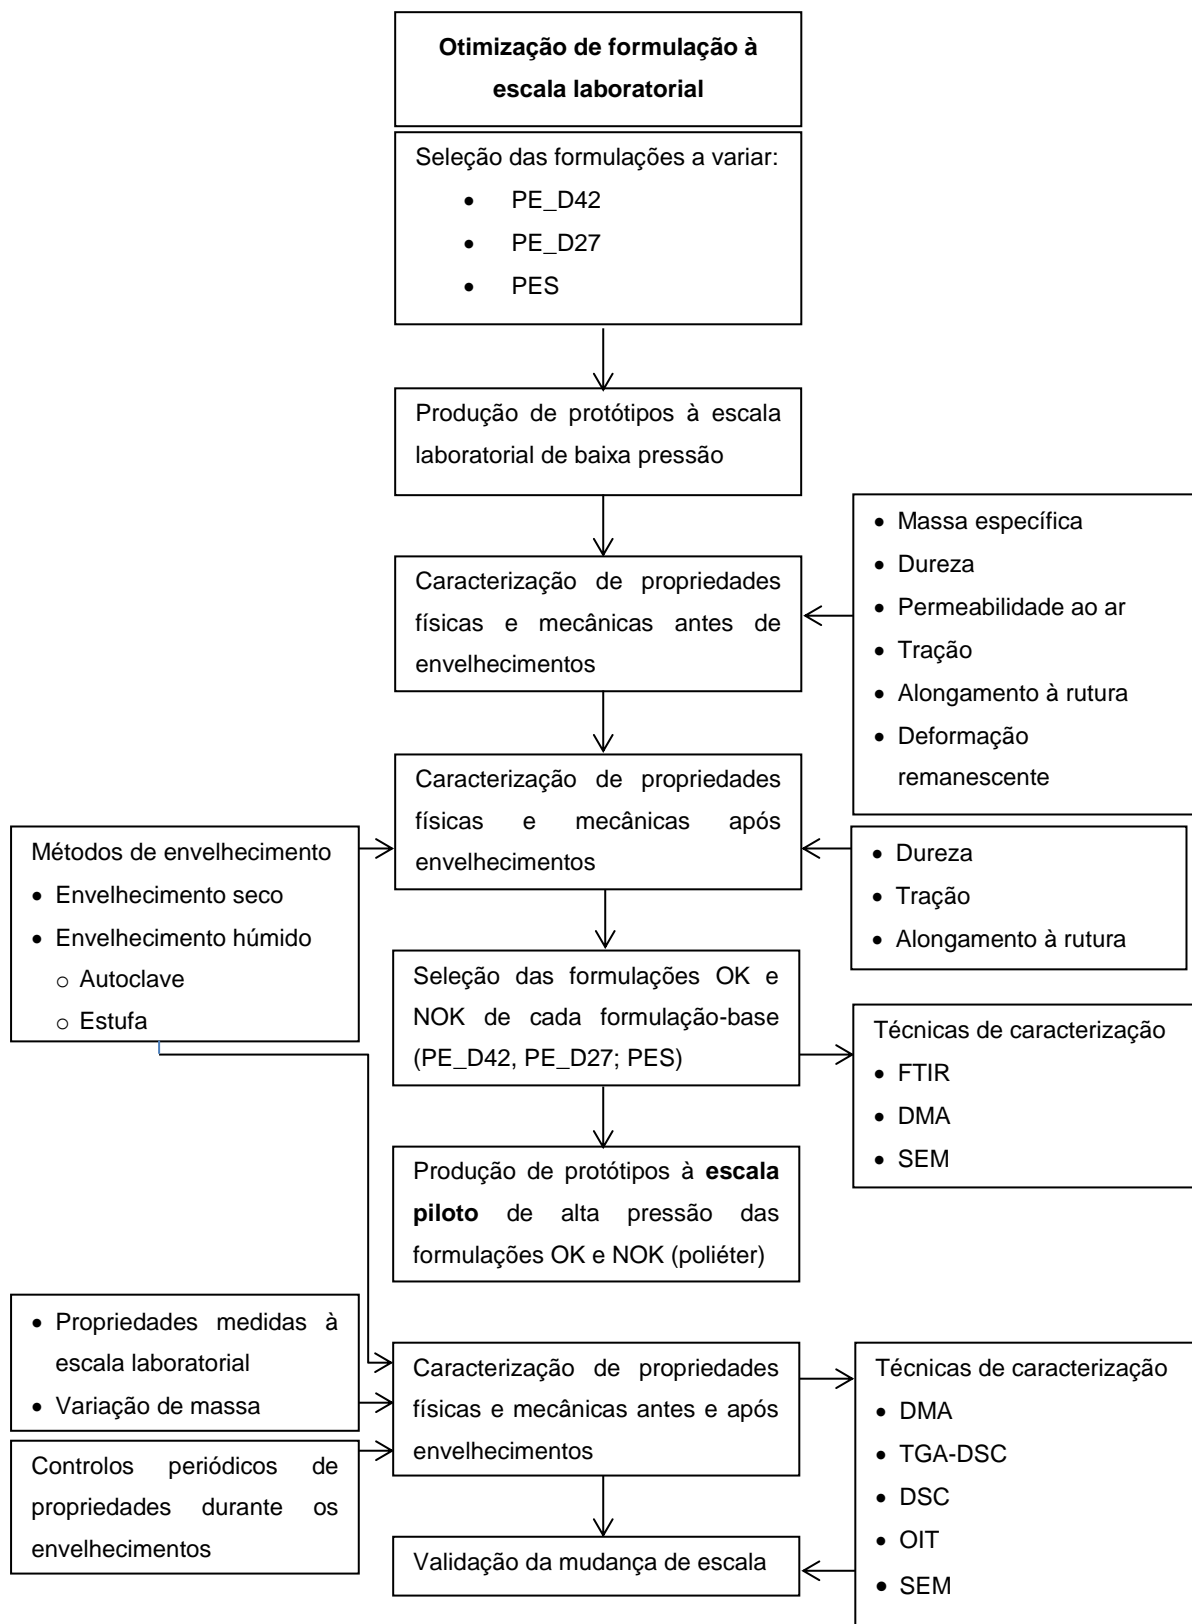 Otimização de formulação à
escala laboratorial
Seleção das formulações a variar:
• PE_D42
• PE_D27
• PES
Produção de protótipos à escala
laboratorial de baixa pressão
Caracterização de propriedades
físicas e mecânicas antes de
envelhecimentos
• Massa específica
• Dureza
• Permeabilidade ao ar
• Tração
• Alongamento à rutura
• Deformação
remanescente
Caracterização de propriedades
físicas e mecânicas após
envelhecimentos
Métodos de envelhecimento
• Envelhecimento seco
• Envelhecimento húmido
o Autoclave
o Estufa
• Dureza
• Tração
• Alongamento à rutura
Seleção das formulações OK e
NOK de cada formulação-base
(PE_D42, PE_D27; PES)
Técnicas de caracterização
• FTIR
• DMA
• SEM
Produção de protótipos à escala
piloto de alta pressão das
formulações OK e NOK (poliéter)
• Propriedades medidas à
escala laboratorial
• Variação de massa
Controlos periódicos de
propriedades durante os
envelhecimentos
Caracterização de propriedades
físicas e mecânicas antes e após
envelhecimentos
Técnicas de caracterização
• DMA
• TGA-DSC
• DSC
• OIT
• SEM
Validação da mudança de escala